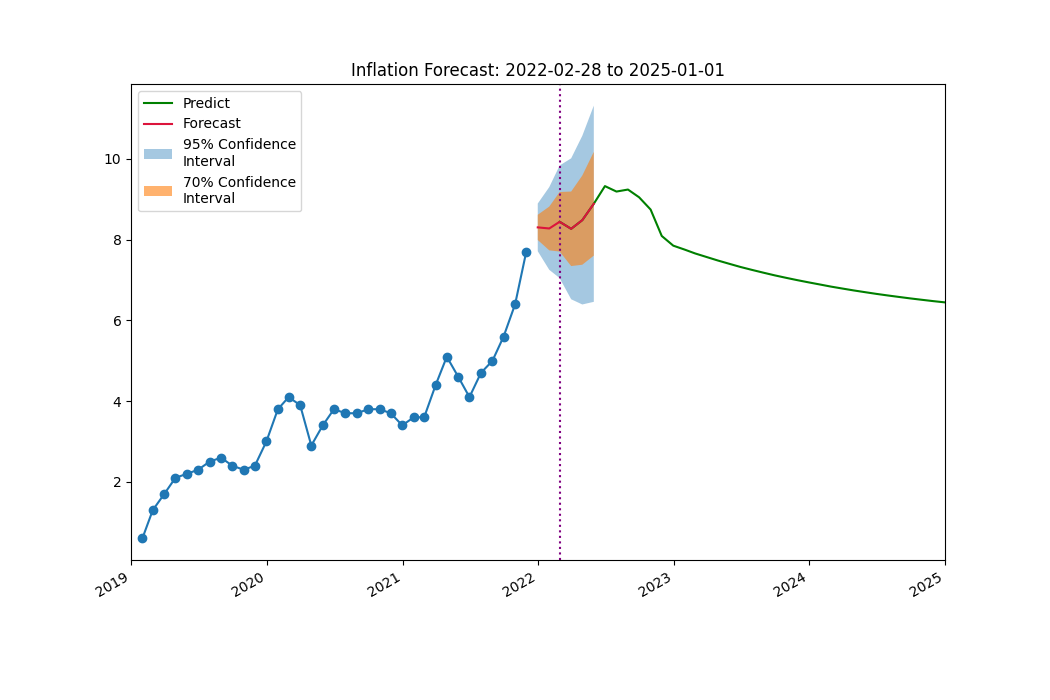 Inflation Forecast: 2022-02-28 to 2025-01-01
Predict
Forecast
95% Confidence
Interval
70% Confidence
Interval
10
8
6
4
2
2019
2020
2021
2022
2023
2024
2025